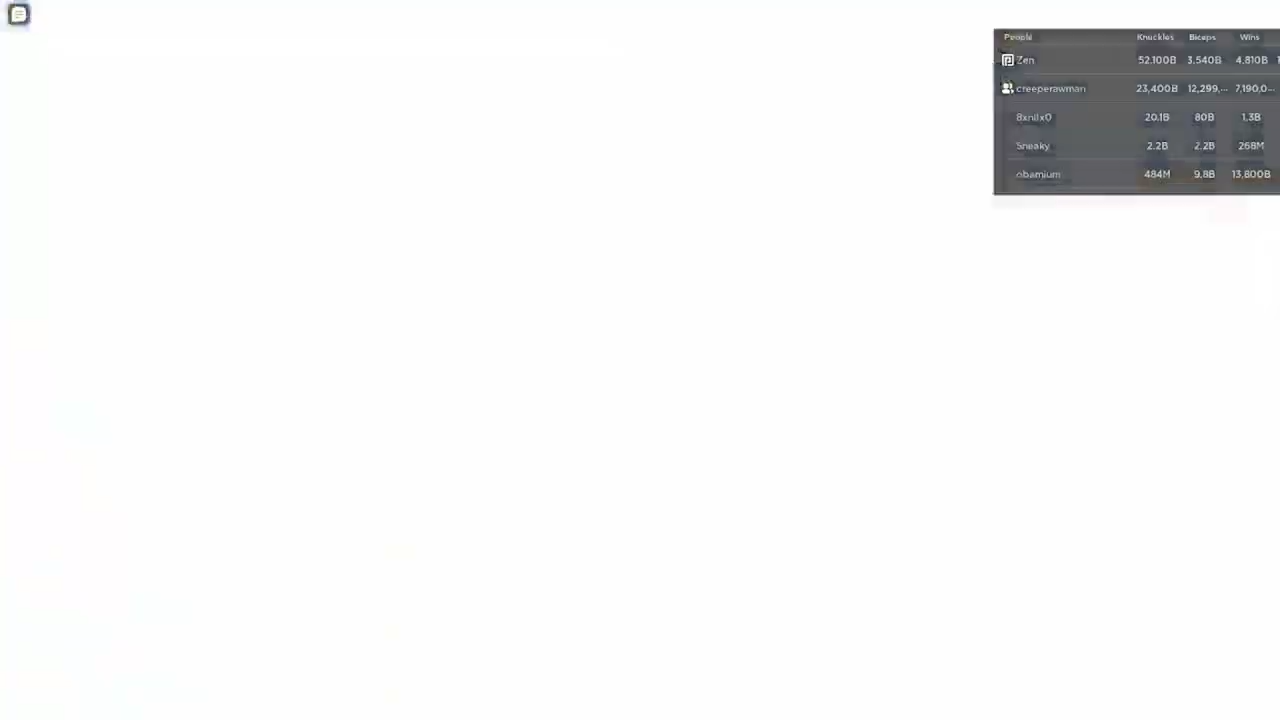 People Knuckles Biceps Wins
Zen 52.100B 3.540B 4.810B
creeperawman 23,400B 12,299,... 7,190,0...
20.1B 80B 1.3B
Sneaky 2.2B 2.2B 268M
obamium 484M 9.8B 13,800B